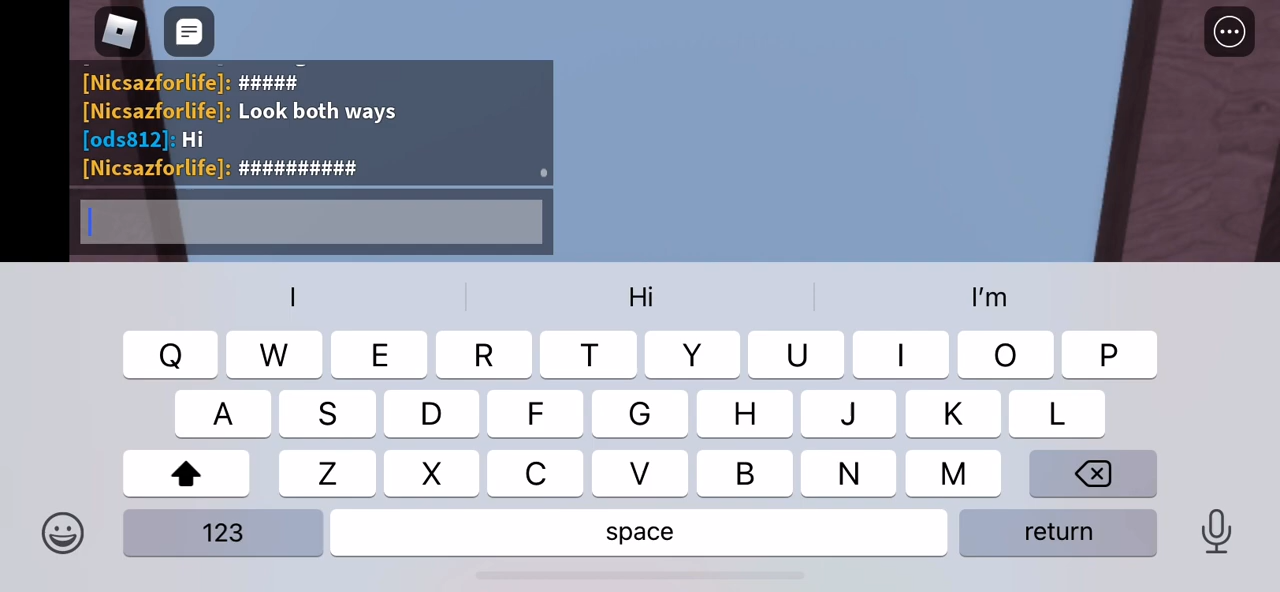 [Nicsazforlife]: #####
[Nicsazforlife]: Look both ways
[ods812]: Hi
[Nicsazforlife]: ##########
I Hi I'm
Q W E R T Y U I O P
A S D F G H J K L
Z X C V B N M
123 space return